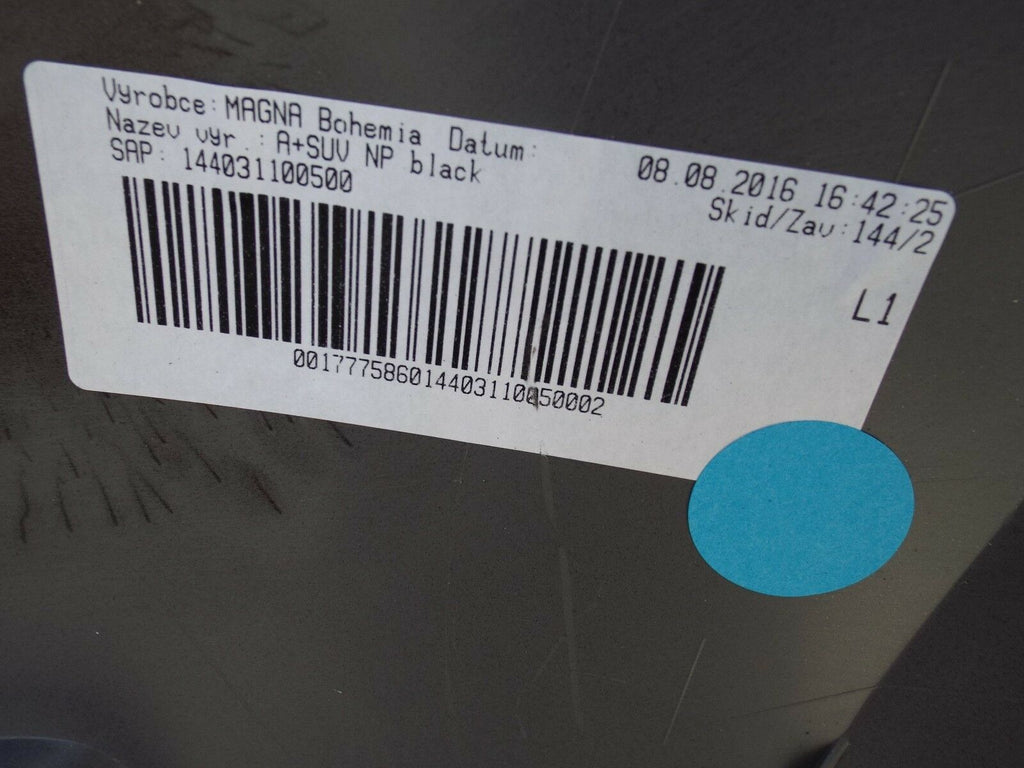 Vyrobce: MAGNA Bohemia Datum: 08.08.2016 16:42:25
Nazev vyr.: A+SUV NP black Skid/Zav: 144/2
SAP: 144031100500
L1
001777586014403110050002